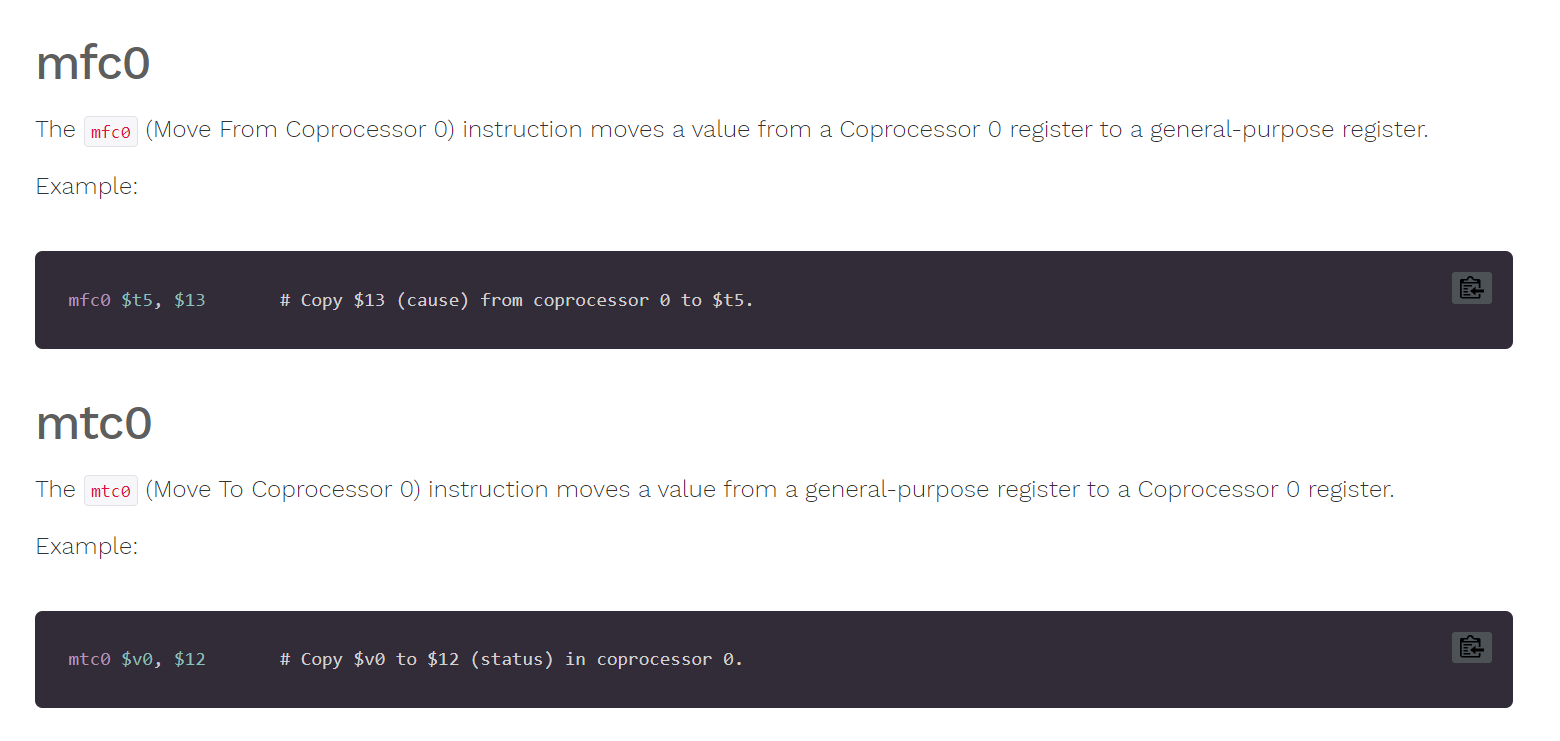 mfc0
The mfc0 (Move From Coprocessor 0) instruction moves a value from a Coprocessor 0 register to a general-purpose register.
Example:
mfc0 $t5, $13       # Copy $13 (cause) from coprocessor 0 to $t5.
mtc0
The mtc0 (Move To Coprocessor 0) instruction moves a value from a general-purpose register to a Coprocessor 0 register.
Example:
mtc0 $v0, $12       # Copy $v0 to $12 (status) in coprocessor 0.